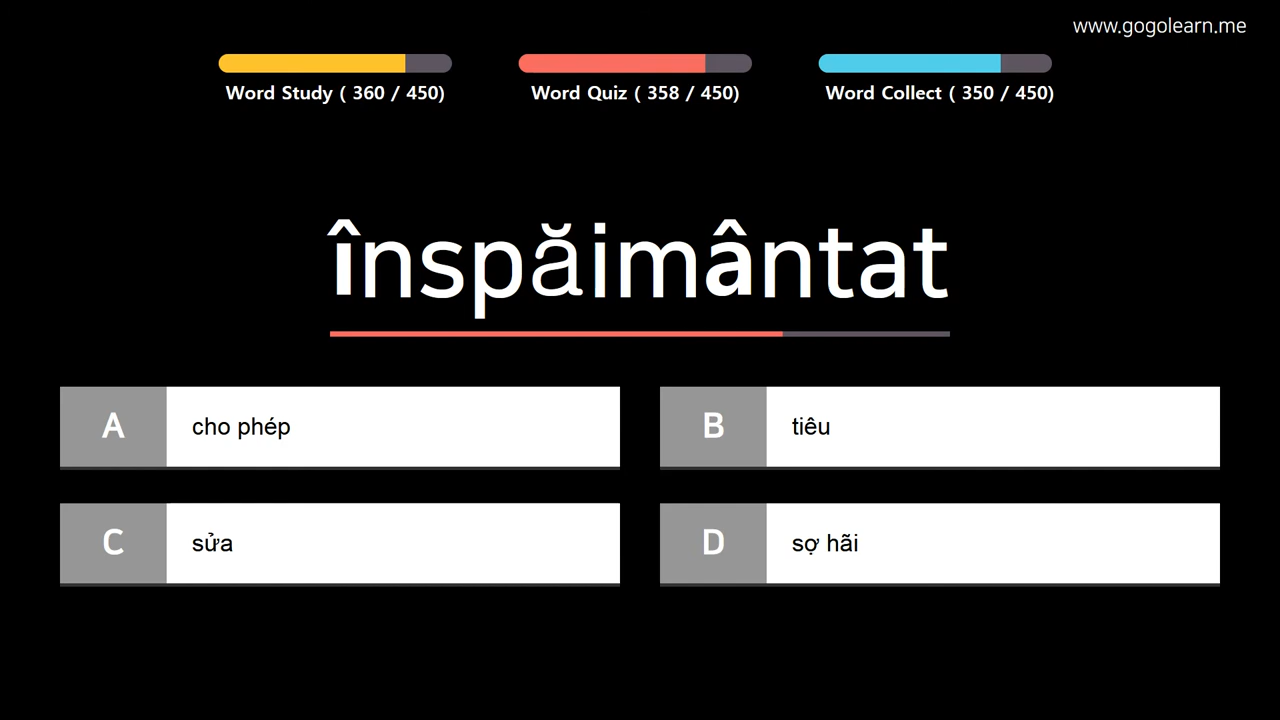 www.gogolearn.me
Word Study ( 360 / 450)
Word Quiz ( 358 / 450)
Word Collect ( 350 / 450)
înspăimântat
A cho phép
B tiêu
C sửa
D sợ hãi